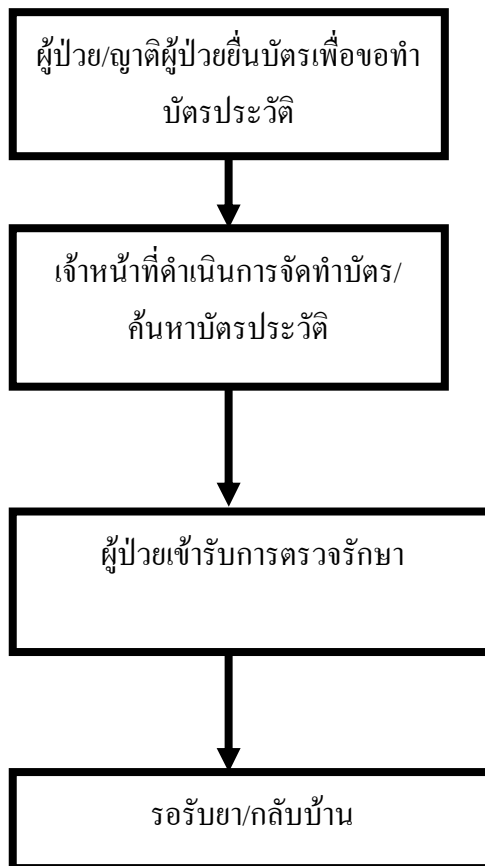 ผู้ป่วย/ญาติผู้ป่วยยื่นบัตรเพื่อขอทำ
บัตรประวัติ
เจ้าหน้าที่ดำเนินการจัดทำบัตร/
ค้นหาบัตรประวัติ
ผู้ป่วยเข้ารับการตรวจรักษา
รอรับยา/กลับบ้าน